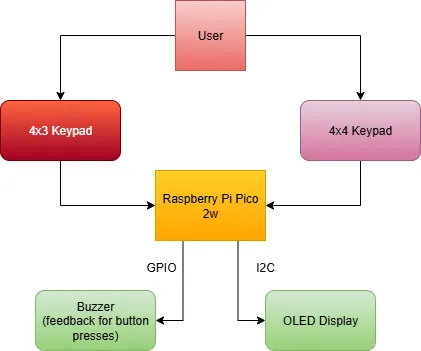 User
4x3 Keypad
4x4 Keypad
Raspberry Pi Pico
2w
GPIO
I2C
Buzzer
(feedback for button
presses)
OLED Display